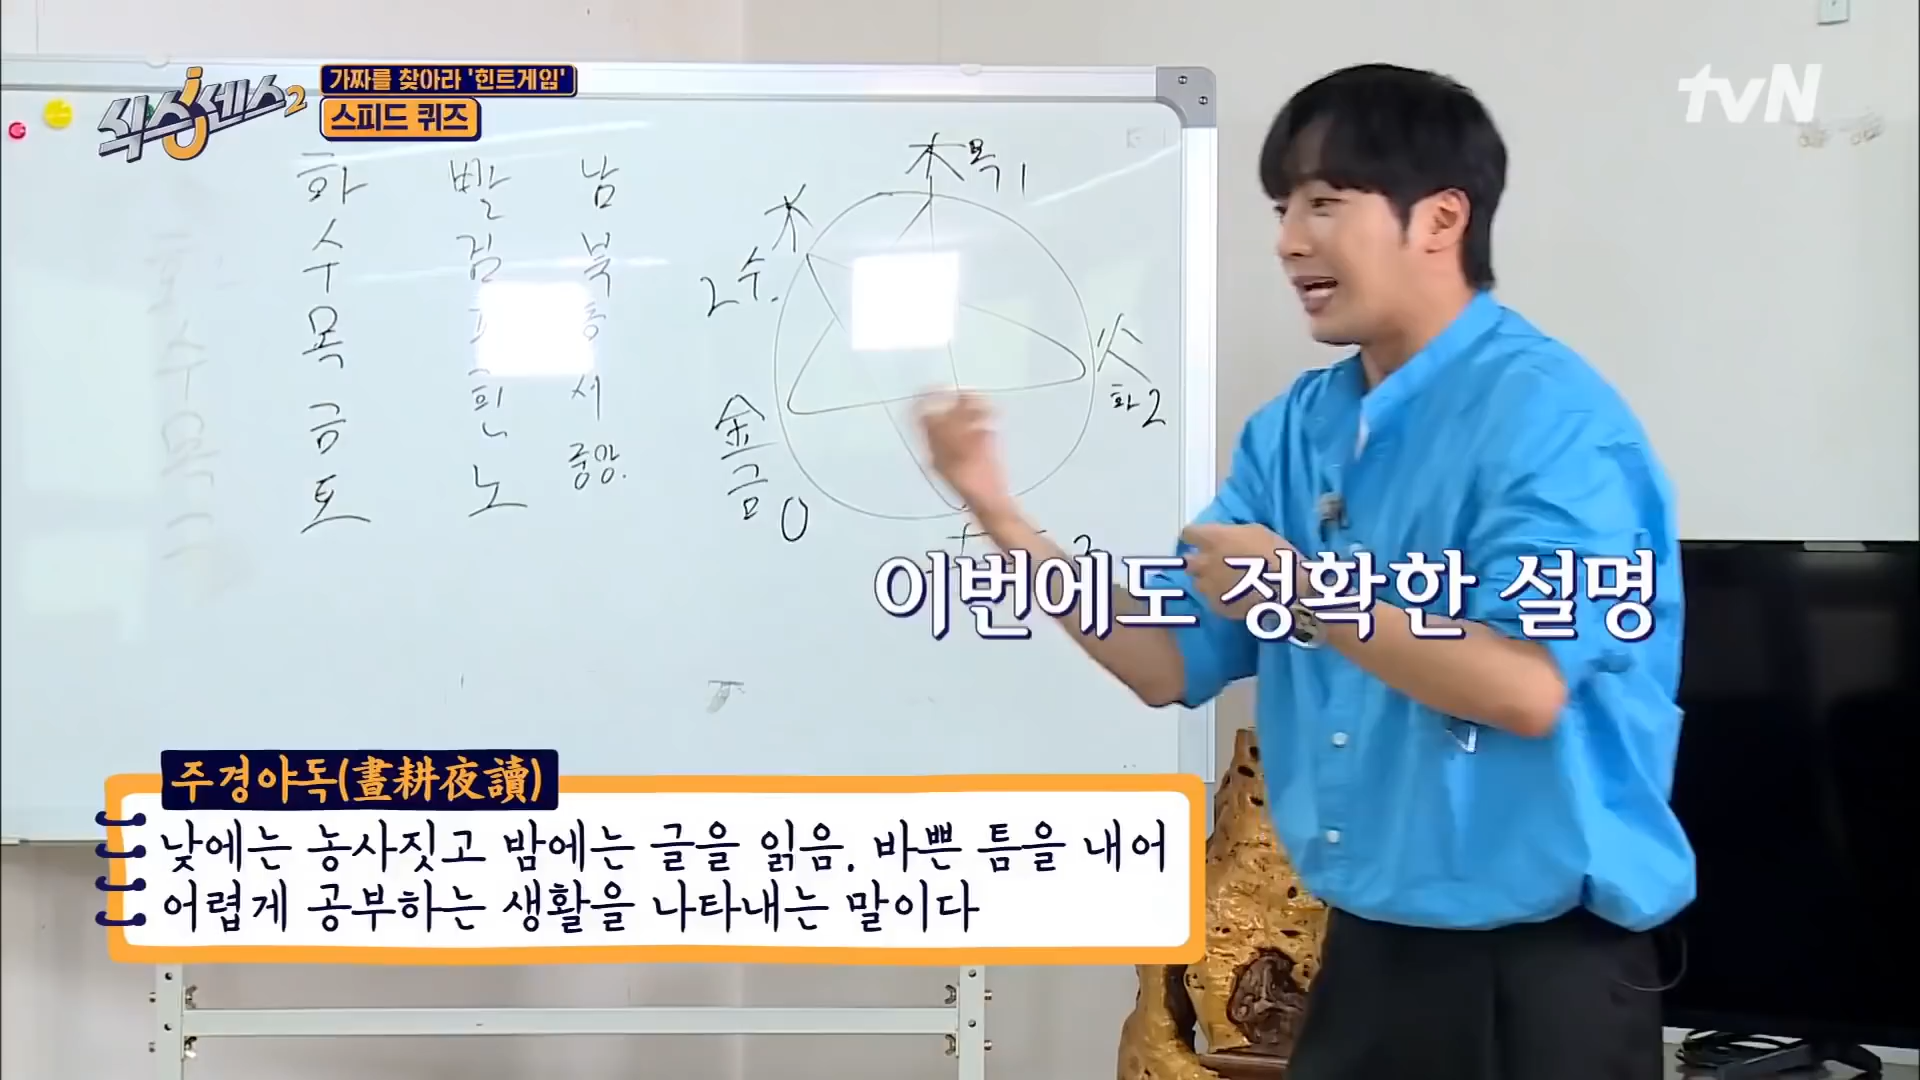 식스센스2
가짜를 찾아라 '힌트게임'
스피드 퀴즈
tvN
화 빨 남
수 검 북
목
금 흰 서
토 노 중앙.
木 목 1
水
2 수.
火
화 2
金
금 0
이번에도 정확한 설명
주경야독(晝耕夜讀)
낮에는 농사짓고 밤에는 글을 읽음. 바쁜 틈을 내어
어렵게 공부하는 생활을 나타내는 말이다